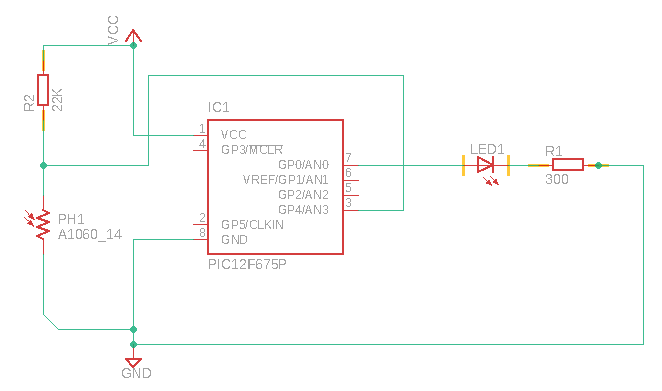 VCC
R2
22K
IC1
1
VCC
4
GP3/MCLR
GP0/AN0
7
VREF/GP1/AN1
6
GP2/AN2
5
GP4/AN3
3
2
GP5/CLKIN
8
GND
PIC12F675P
LED1
R1
300
PH1
A1060_14
GND